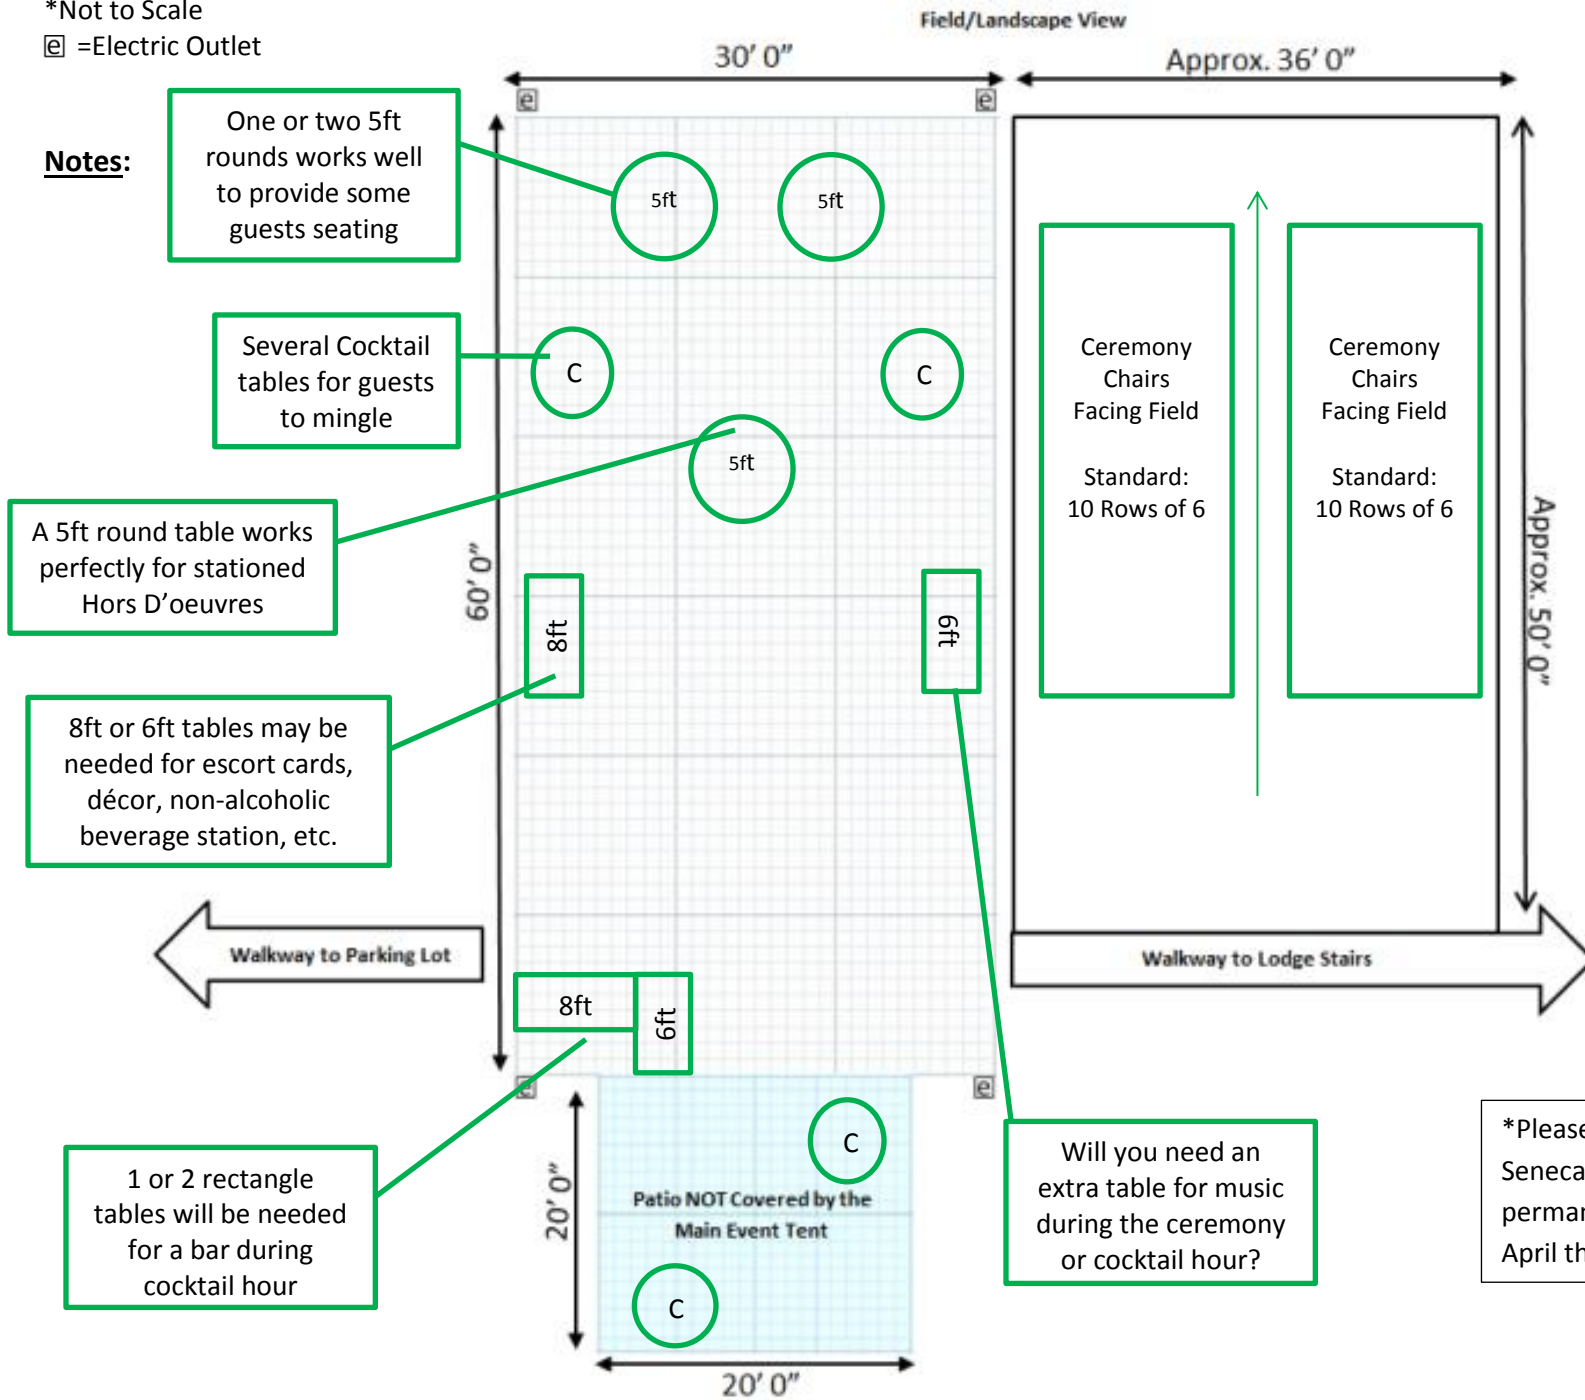 *Not to Scale
e =Electric Outlet
Field/Landscape View
30' 0"
Approx. 36' 0"
e
e
Notes:
One or two 5ft
rounds works well
to provide some
guests seating
5ft
5ft
Several Cocktail
tables for guests
to mingle
C
C
5ft
A 5ft round table works
perfectly for stationed
Hors D'oeuvres
60' 0"
8ft
6ft
Ceremony
Chairs
Facing Field
Standard:
10 Rows of 6
Ceremony
Chairs
Facing Field
Standard:
10 Rows of 6
Approx. 50' 0"
8ft or 6ft tables may be
needed for escort cards,
décor, non-alcoholic
beverage station, etc.
Walkway to Parking Lot
Walkway to Lodge Stairs
8ft
6ft
e
e
1 or 2 rectangle
tables will be needed
for a bar during
cocktail hour
20' 0"
C
Patio NOT Covered by the
Main Event Tent
C
20' 0"
Will you need an
extra table for music
during the ceremony
or cocktail hour?
*Please
Seneca
April th